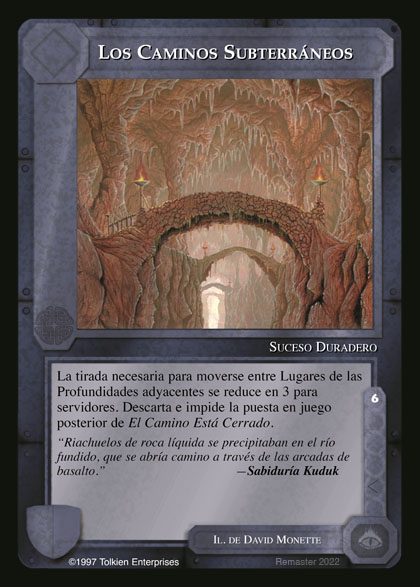 Los Caminos Subterráneos
Suceso Duradero
La tirada necesaria para moverse entre Lugares de las
Profundidades adyacentes se reduce en 3 para
servidores. Descarta e impide la puesta en juego
posterior de El Camino Está Cerrado.
“Riachuelos de roca líquida se precipitaban en el río
fundido, que se abría camino a través de las arcadas de
basalto.” —Sabiduría Kuduk
6
Il. de David Monette
©1997 Tolkien Enterprises
Remaster 2022